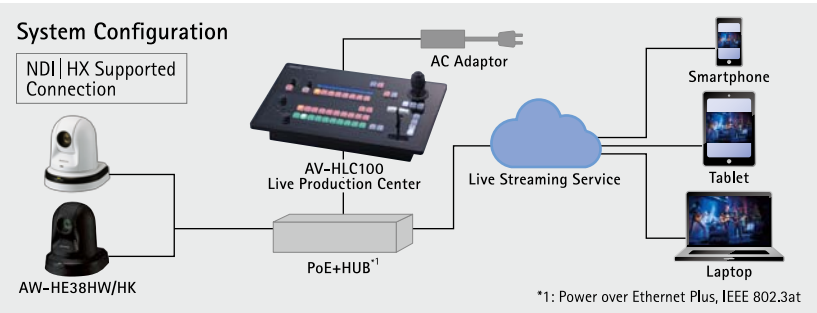 System Configuration
NDI | HX Supported
Connection
AC Adaptor
AV-HLC100
Live Production Center
Live Streaming Service
Smartphone
Tablet
Laptop
PoE+HUB*1
AW-HE38HW/HK
*1: Power over Ethernet Plus, IEEE 802.3at